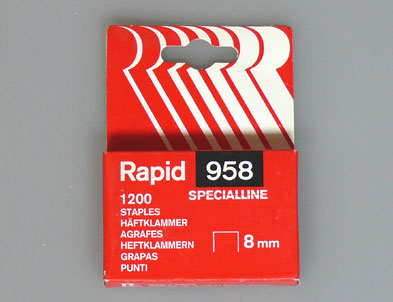 Rapid 958
SPECIALLINE
1200
STAPLES
HÄFTKLAMMER
AGRAFES
HEFTKLAMMERN
GRAPAS
PUNTI
8 mm